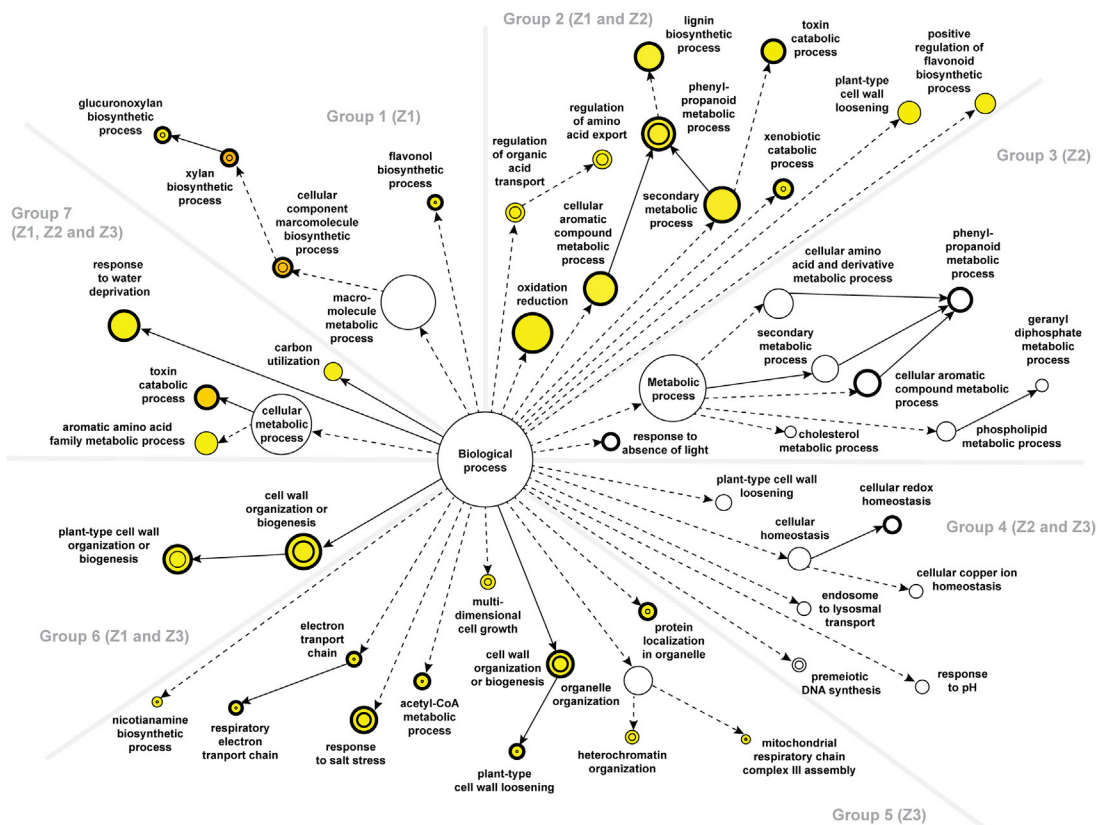 Group 2 (Z1 and Z2)
lignin
biosynthetic
process
toxin
catabolic
process
positive
regulation of
flavonoid
biosynthetic
process
plant-type
cell wall
loosening
phenyl-
propanoid
metabolic
process
regulation
of amino
acid export
regulation
of organic
acid
transport
xenobiotic
catabolic
process
secondary
metabolic
process
cellular
aromatic
compound
metabolic
process
oxidation
reduction
Group 1 (Z1)
glucuronoxylan
biosynthetic
process
xylan
biosynthetic
process
flavonol
biosynthetic
process
cellular
component
marcomolecule
biosynthetic
process
macro-
molecule
metabolic
process
Group 3 (Z2)
cellular amino
acid and derivative
metabolic process
phenyl-
propanoid
metabolic
process
geranyl
diphosphate
metabolic
process
secondary
metabolic
process
Metabolic
process
cellular aromatic
compound metabolic
process
phospholipid
metabolic process
cholesterol
metabolic process
response to
absence of light
Group 7
(Z1, Z2 and Z3)
response
to water
deprivation
carbon
utilization
toxin
catabolic
process
cellular
metabolic
process
aromatic amino acid
family metabolic process
Biological
process
plant-type cell wall
loosening
cellular redox
homeostasis
Group 4 (Z2 and Z3)
cellular
homeostasis
cellular copper ion
homeostasis
endosome
to lysosmal
transport
response
to pH
premeiotic
DNA synthesis
cell wall
organization or
biogenesis
plant-type cell wall
organization or
biogenesis
Group 6 (Z1 and Z3)
electron
tranport
chain
nicotianamine
biosynthetic
process
respiratory
electron
tranport chain
response
to salt stress
acetyl-CoA
metabolic
process
multi-
dimensional
cell growth
cell wall
organization
or biogenesis
plant-type
cell wall loosening
protein
localization
in organelle
organelle
organization
heterochromatin
organization
mitochondrial
respiratory chain
complex III assembly
Group 5 (Z3)